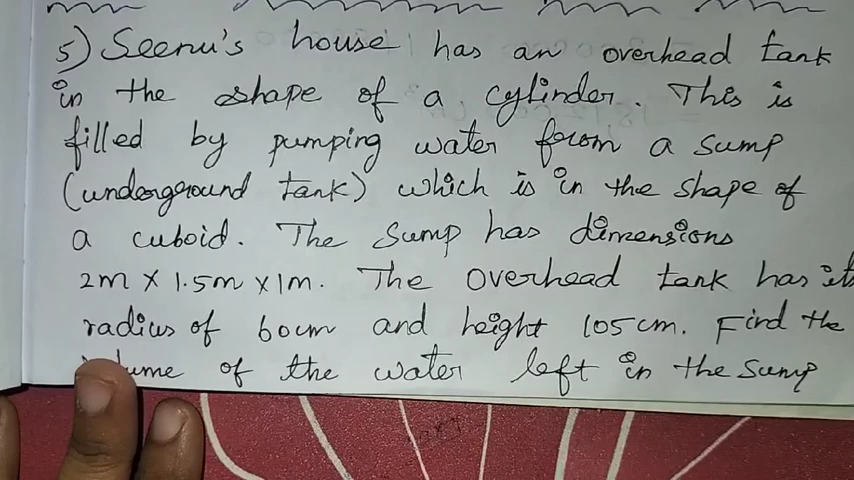 5) Seenu's house has an overhead tank
in the shape of a cylinder. This is
filled by pumping water from a sump
(underground tank) which is in the shape of
a cuboid. The sump has dimensions
2m × 1.5m × 1m. The overhead tank has its
radius of 60cm and height 105cm. Find the
of the water left in the sump